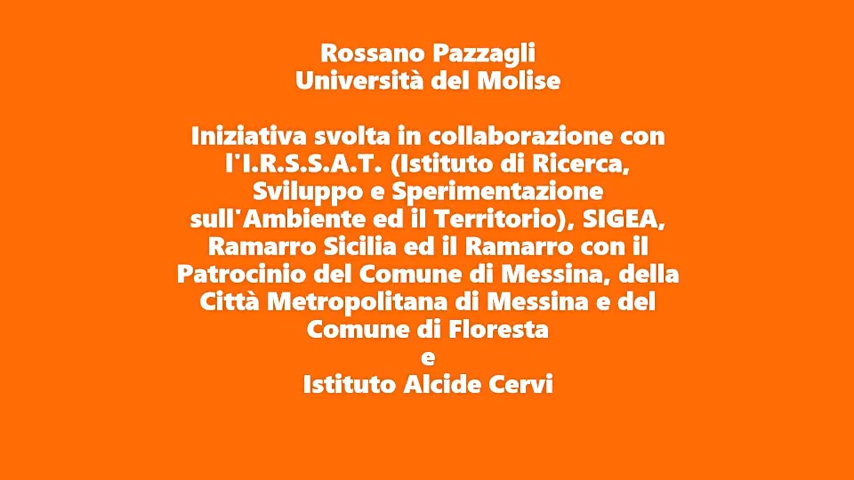 Rossano Pazzagli
Università del Molise
Iniziativa svolta in collaborazione con
l'I.R.S.S.A.T. (Istituto di Ricerca,
Sviluppo e Sperimentazione
sull'Ambiente ed il Territorio), SIGEA,
Ramarro Sicilia ed il Ramarro con il
Patrocinio del Comune di Messina, della
Città Metropolitana di Messina e del
Comune di Floresta
e
Istituto Alcide Cervi